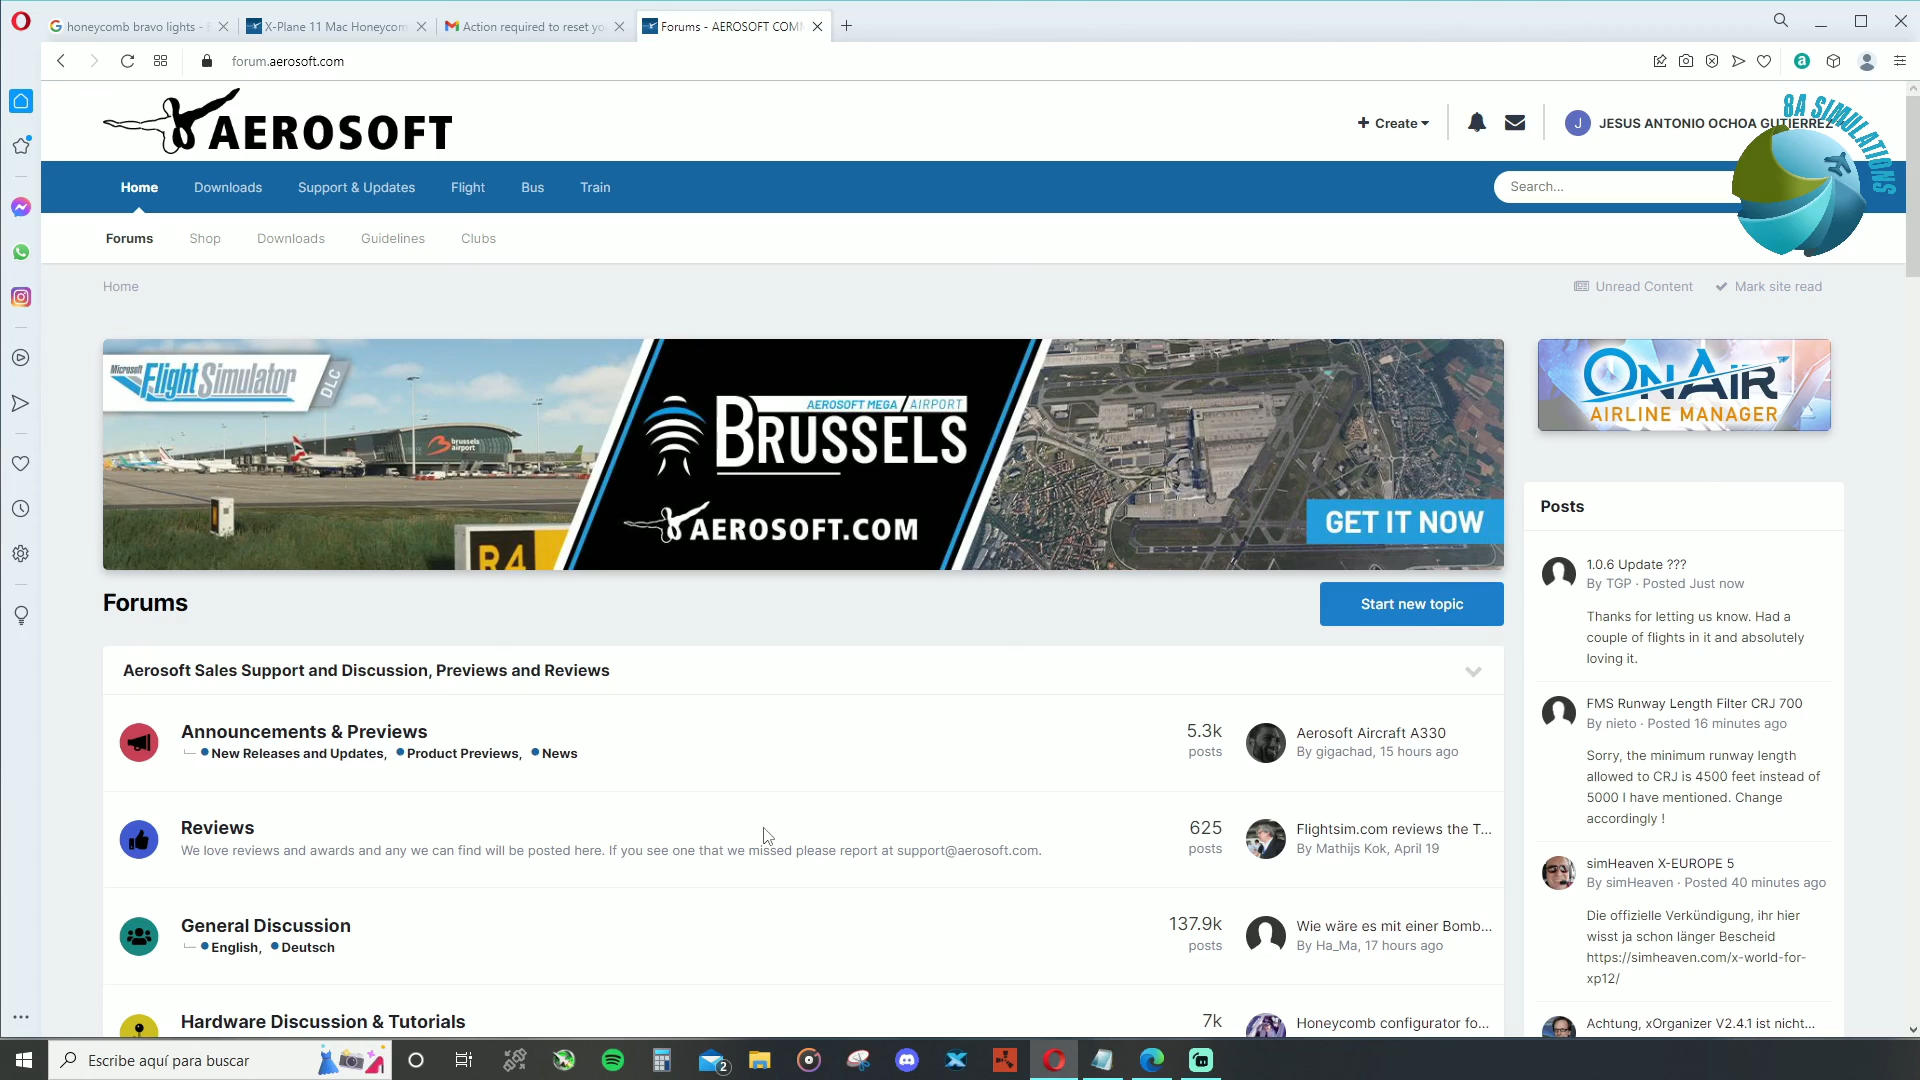 honeycomb bravo lights -
X-Plane 11 Mac Honeycom
Action required to reset yo
Forums - AEROSOFT COM
forum.aerosoft.com
AEROSOFT
Create
J
JESUS ANTONIO OCHOA GUTIERREZ
8A SIMULATIONS
Home
Downloads
Support & Updates
Flight
Bus
Train
Search...
Forums
Shop
Downloads
Guidelines
Clubs
Home
Unread Content
Mark site read
Microsoft
Flight Simulator
DLC
brussels
airport
R4
AEROSOFT MEGA AIRPORT
BRUSSELS
AEROSOFT.COM
GET IT NOW
ONAIR
AIRLINE MANAGER
Forums
Start new topic
Aerosoft Sales Support and Discussion, Previews and Reviews
Announcements & Previews
New Releases and Updates, Product Previews, News
5.3k
posts
Aerosoft Aircraft A330
By gigachad, 15 hours ago
Reviews
We love reviews and awards and any we can find will be posted here. If you see one that we missed please report at support@aerosoft.com.
625
posts
Flightsim.com reviews the T...
By Mathijs Kok, April 19
General Discussion
English, Deutsch
137.9k
posts
Wie wäre es mit einer Bomb...
By Ha_Ma, 17 hours ago
Hardware Discussion & Tutorials
7k
Honeycomb configurator fo...
Posts
1.0.6 Update ???
By TGP · Posted Just now
Thanks for letting us know. Had a
couple of flights in it and absolutely
loving it.
FMS Runway Length Filter CRJ 700
By nieto · Posted 16 minutes ago
Sorry, the minimum runway length
allowed to CRJ is 4500 feet instead of
5000 I have mentioned. Change
accordingly !
simHeaven X-EUROPE 5
By simHeaven · Posted 40 minutes ago
Die offizielle Verkündigung, ihr hier
wisst ja schon länger Bescheid
https://simheaven.com/x-world-for-
xp12/
Achtung, xOrganizer V2.4.1 ist nicht...
Escribe aquí para buscar
2